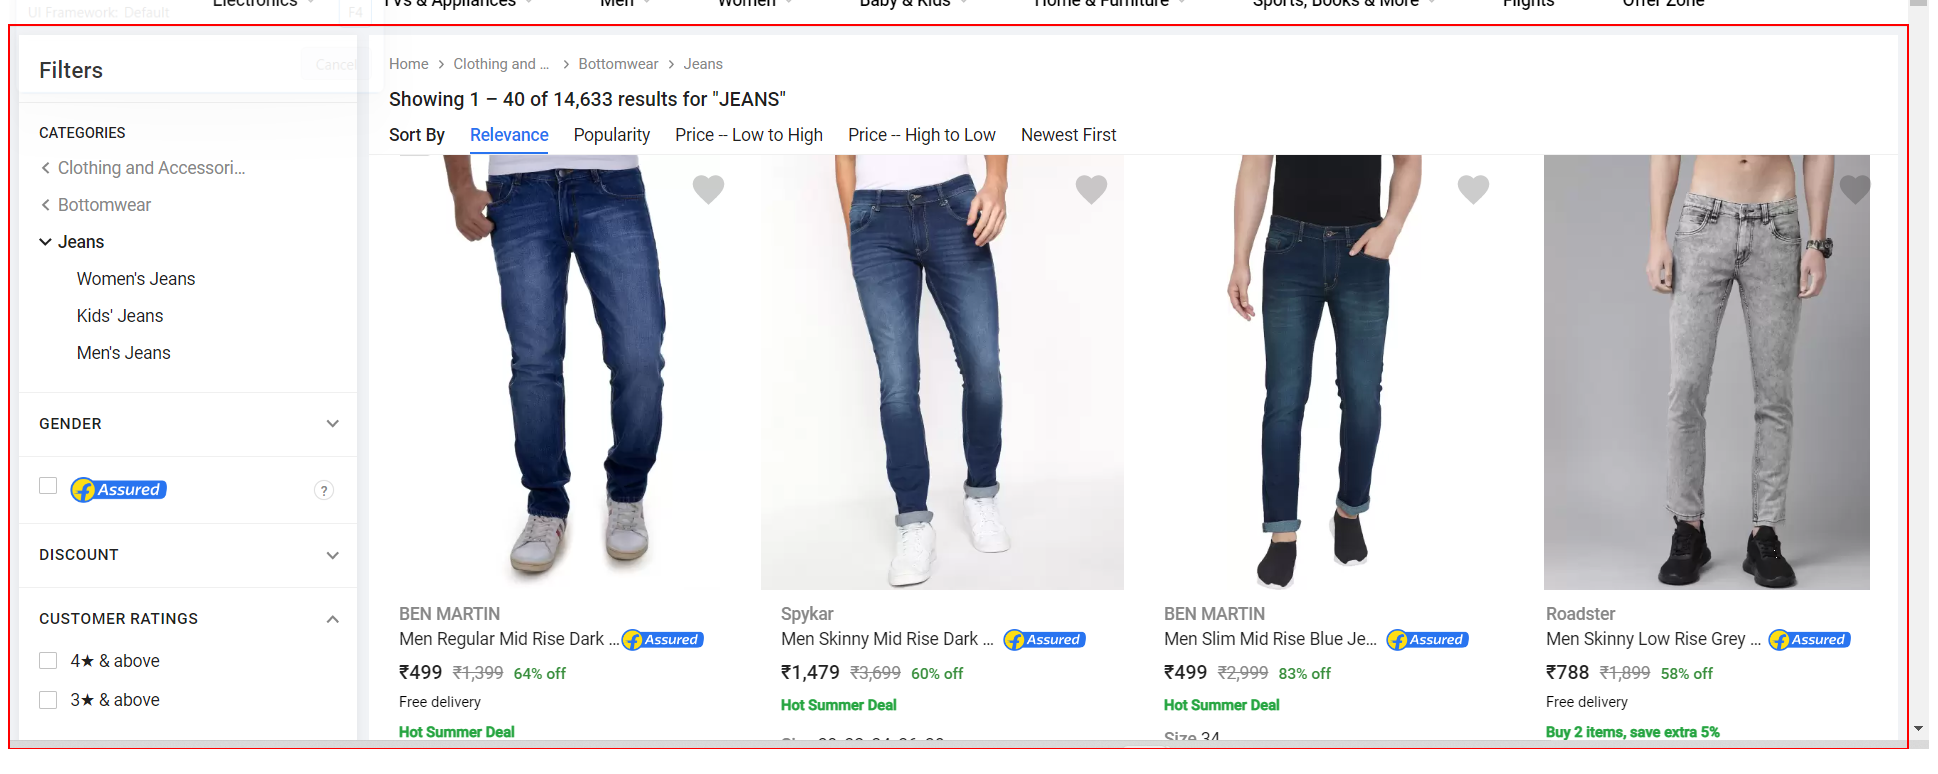 UI Framework: Default F4
Electronics TVs & Appliances Men Women Baby & Kids Home & Furniture Sports, Books & More Flights Offer Zone
Cancel
Filters
CATEGORIES
Clothing and Accessori...
Bottomwear
Jeans
Women's Jeans
Kids' Jeans
Men's Jeans
GENDER
Assured ?
DISCOUNT
CUSTOMER RATINGS
4★ & above
3★ & above
Home > Clothing and ... > Bottomwear > Jeans
Showing 1 – 40 of 14,633 results for "JEANS"
Sort By Relevance Popularity Price -- Low to High Price -- High to Low Newest First
BEN MARTIN
Men Regular Mid Rise Dark ... Assured
₹499 ₹1,399 64% off
Free delivery
Hot Summer Deal
Spykar
Men Skinny Mid Rise Dark ... Assured
₹1,479 ₹3,699 60% off
Hot Summer Deal
BEN MARTIN
Men Slim Mid Rise Blue Je... Assured
₹499 ₹2,999 83% off
Hot Summer Deal
Size 34
Roadster
Men Skinny Low Rise Grey ... Assured
₹788 ₹1,899 58% off
Free delivery
Buy 2 items, save extra 5%